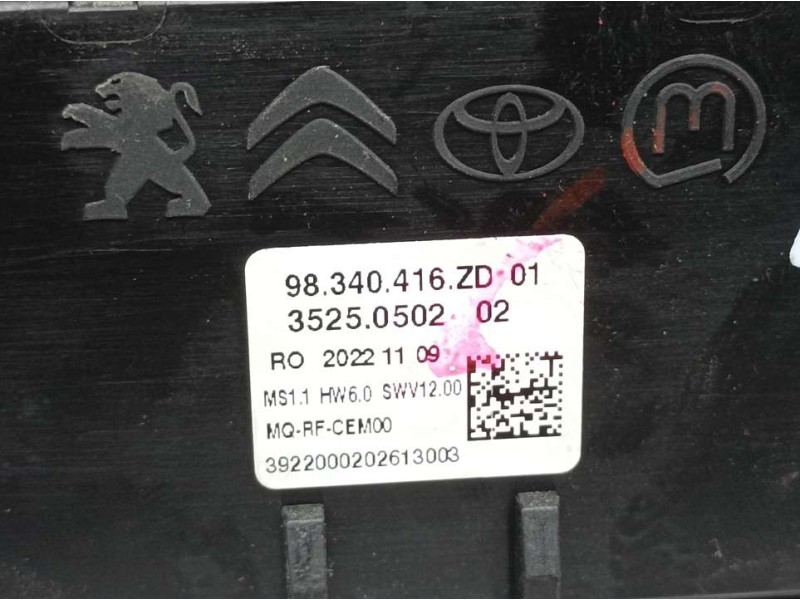 98.340.416.ZD 01
3525.0502 02
RO 2022 11 09
MS1.1 HW6.0 SWV12.00
MQ-RF-CEM00
3922000202613003